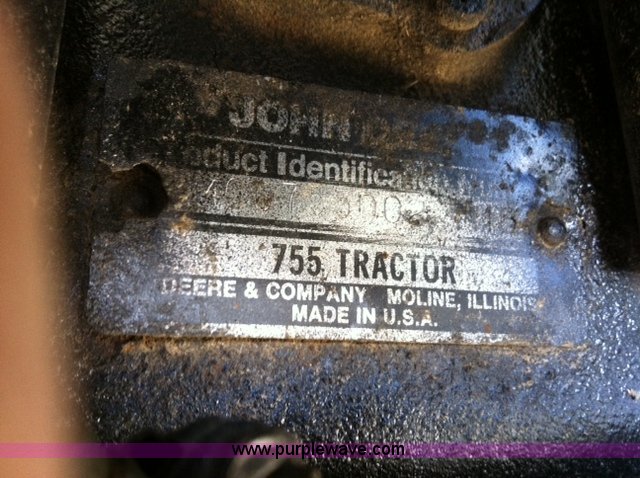 JOHN
Product Identification
755 TRACTOR
DEERE & COMPANY MOLINE, ILLINOIS
MADE IN U.S.A.
www.purplewave.com